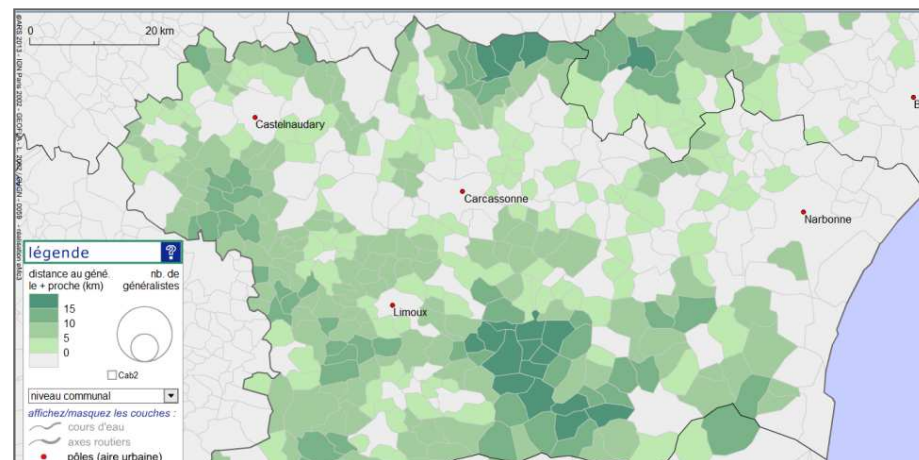 0 20 km
Castelnaudary
Carcassonne
Narbonne
Limoux
B
légende ?
distance au géné.
le + proche (km)
nb. de
généralistes
15
10
5
0
Cab2
niveau communal
affichez/masquez les couches :
cours d'eau
axes routiers
pôles (aire urbaine)